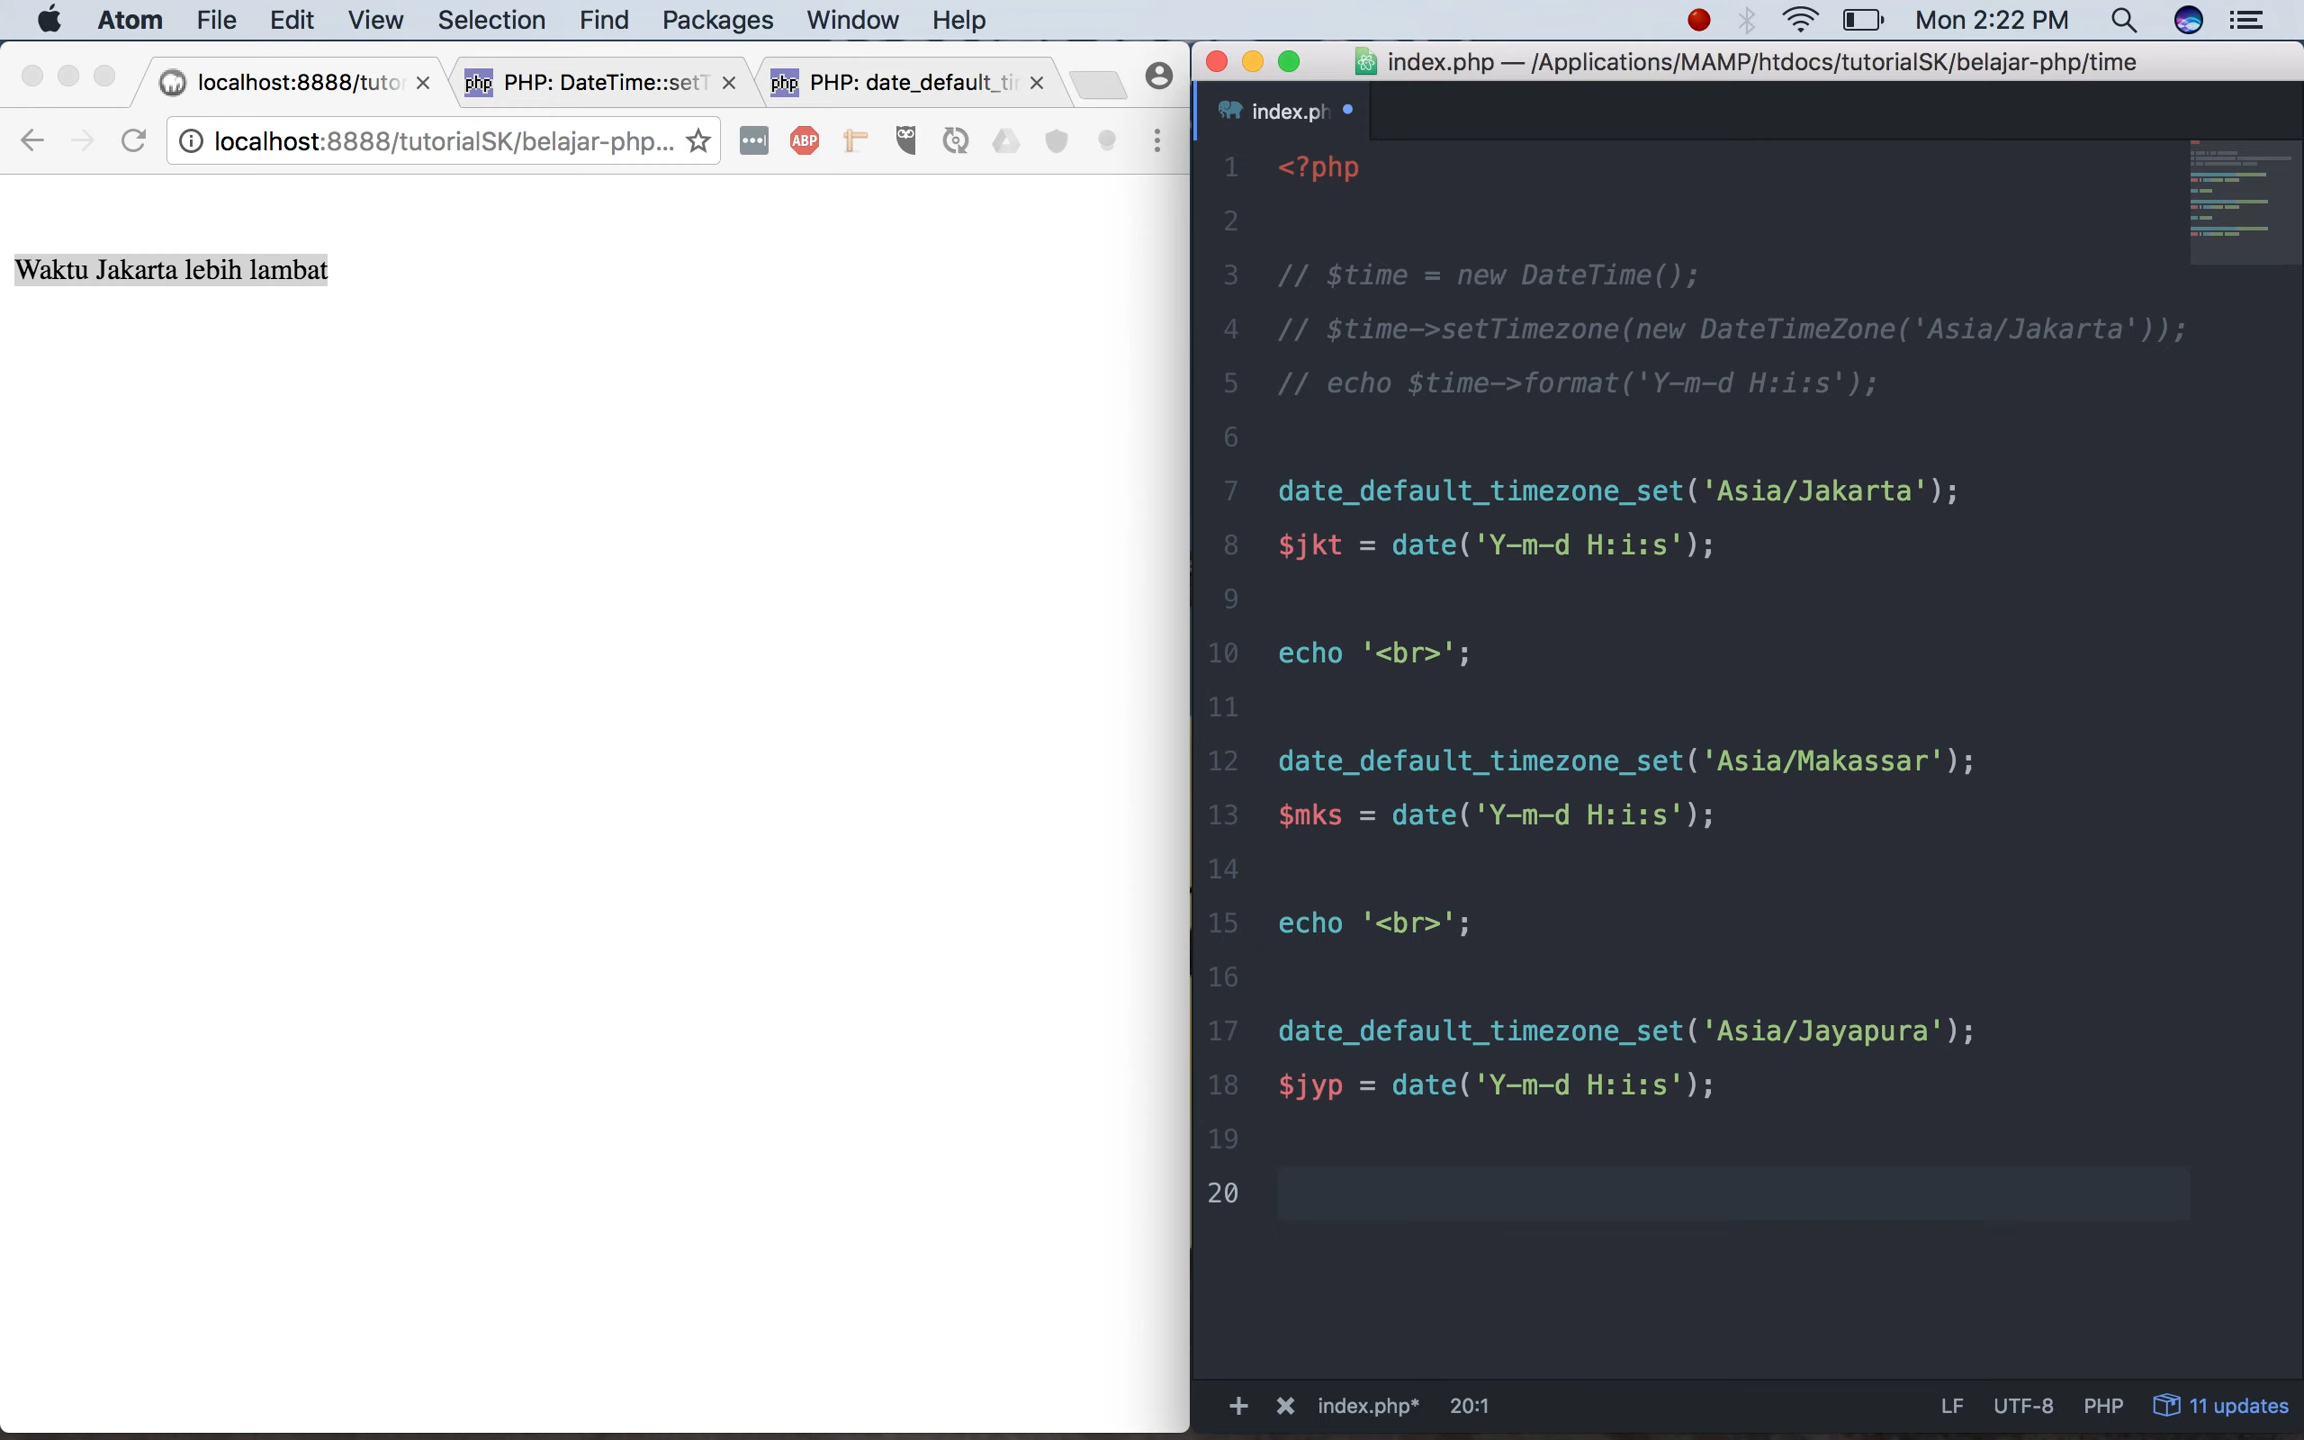 Atom File Edit View Selection Find Packages Window Help Mon 2:22 PM
localhost:8888/tuto
php PHP: DateTime::setT
php PHP: date_default_ti
localhost:8888/tutorialSK/belajar-php... ABP
Waktu Jakarta lebih lambat
index.php — /Applications/MAMP/htdocs/tutorialSK/belajar-php/time
index.ph
1 <?php
2
3 // $time = new DateTime();
4 // $time->setTimezone(new DateTimeZone('Asia/Jakarta'));
5 // echo $time->format('Y-m-d H:i:s');
6
7 date_default_timezone_set('Asia/Jakarta');
8 $jkt = date('Y-m-d H:i:s');
9
10 echo '<br>';
11
12 date_default_timezone_set('Asia/Makassar');
13 $mks = date('Y-m-d H:i:s');
14
15 echo '<br>';
16
17 date_default_timezone_set('Asia/Jayapura');
18 $jyp = date('Y-m-d H:i:s');
19
20
index.php* 20:1 LF UTF-8 PHP 11 updates